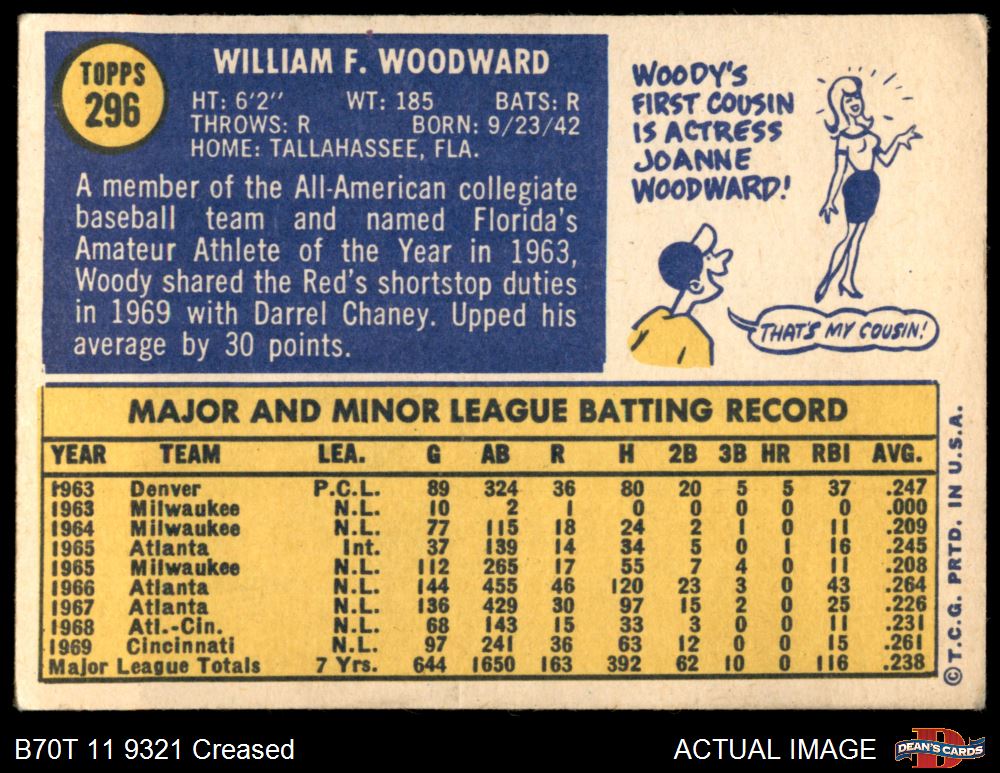 TOPPS
296
WILLIAM F. WOODWARD
HT: 6'2" WT: 185 BATS: R
THROWS: R BORN: 9/23/42
HOME: TALLAHASSEE, FLA.
A member of the All-American collegiate
baseball team and named Florida's
Amateur Athlete of the Year in 1963,
Woody shared the Red's shortstop duties
in 1969 with Darrel Chaney. Upped his
average by 30 points.
WOODY'S
FIRST COUSIN
IS ACTRESS
JOANNE
WOODWARD!
THAT'S MY COUSIN!
MAJOR AND MINOR LEAGUE BATTING RECORD
YEAR TEAM LEA. G AB R H 2B 3B HR RBI AVG.
1963 Denver P.C.L. 89 324 36 80 20 5 5 37 .247
1963 Milwaukee N.L. 10 2 1 0 0 0 0 0 .000
1964 Milwaukee N.L. 77 115 18 24 2 1 0 11 .209
1965 Atlanta Int. 37 139 14 34 5 0 1 16 .245
1965 Milwaukee N.L. 112 265 17 55 7 4 0 11 .208
1966 Atlanta N.L. 144 455 46 120 23 3 0 43 .264
1967 Atlanta N.L. 136 429 30 97 15 2 0 25 .226
1968 Atl.-Cin. N.L. 68 143 15 33 3 0 0 11 .231
1969 Cincinnati N.L. 97 241 36 63 12 0 0 15 .261
Major League Totals 7 Yrs. 644 1650 163 392 62 10 0 116 .238
© T.C.G. PRTD. IN U.S.A.
B70T 11 9321 Creased
ACTUAL IMAGE
DEAN'S CARDS